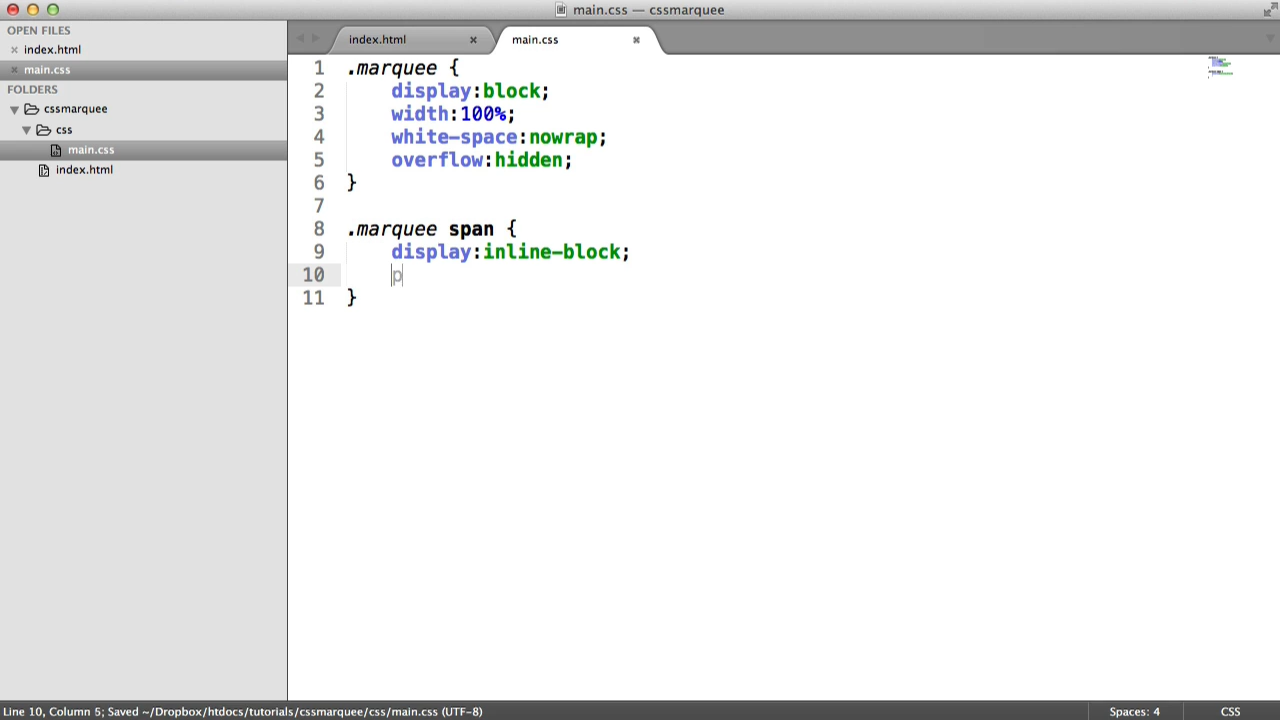 main.css — cssmarquee
OPEN FILES
index.html
main.css
FOLDERS
cssmarquee
css
main.css
index.html
index.html
main.css
1 .marquee {
2 display:block;
3 width:100%;
4 white-space:nowrap;
5 overflow:hidden;
6 }
7
8 .marquee span {
9 display:inline-block;
10 p
11 }
Line 10, Column 5; Saved ~/Dropbox/htdocs/tutorials/cssmarquee/css/main.css (UTF-8)
Spaces: 4
CSS